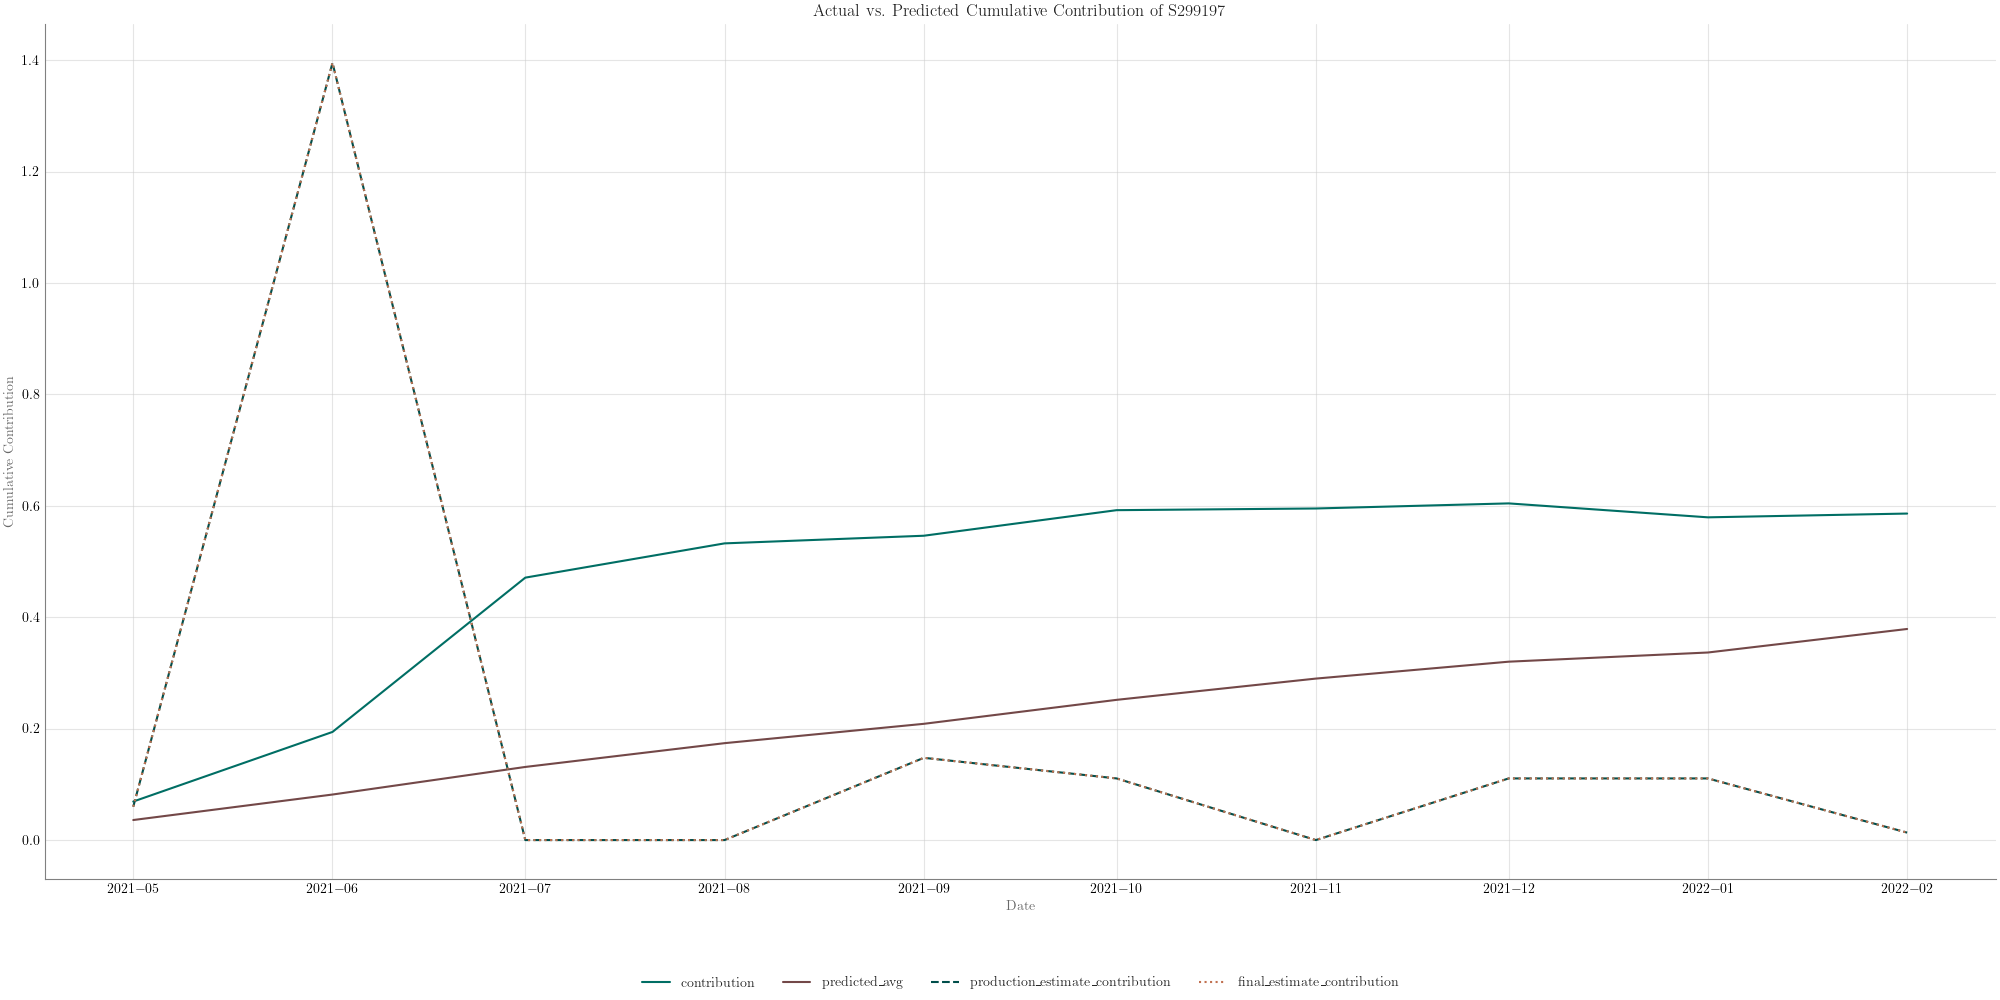 Actual vs. Predicted Cumulative Contribution of S299197
1.4
1.2
1.0
0.8
0.6
0.4
0.2
0.0
Cumulative Contribution
2021−05 2021−06 2021−07 2021−08 2021−09 2021−10 2021−11 2021−12 2022−01 2022−02
Date
contribution predicted_avg production_estimate_contribution final_estimate_contribution